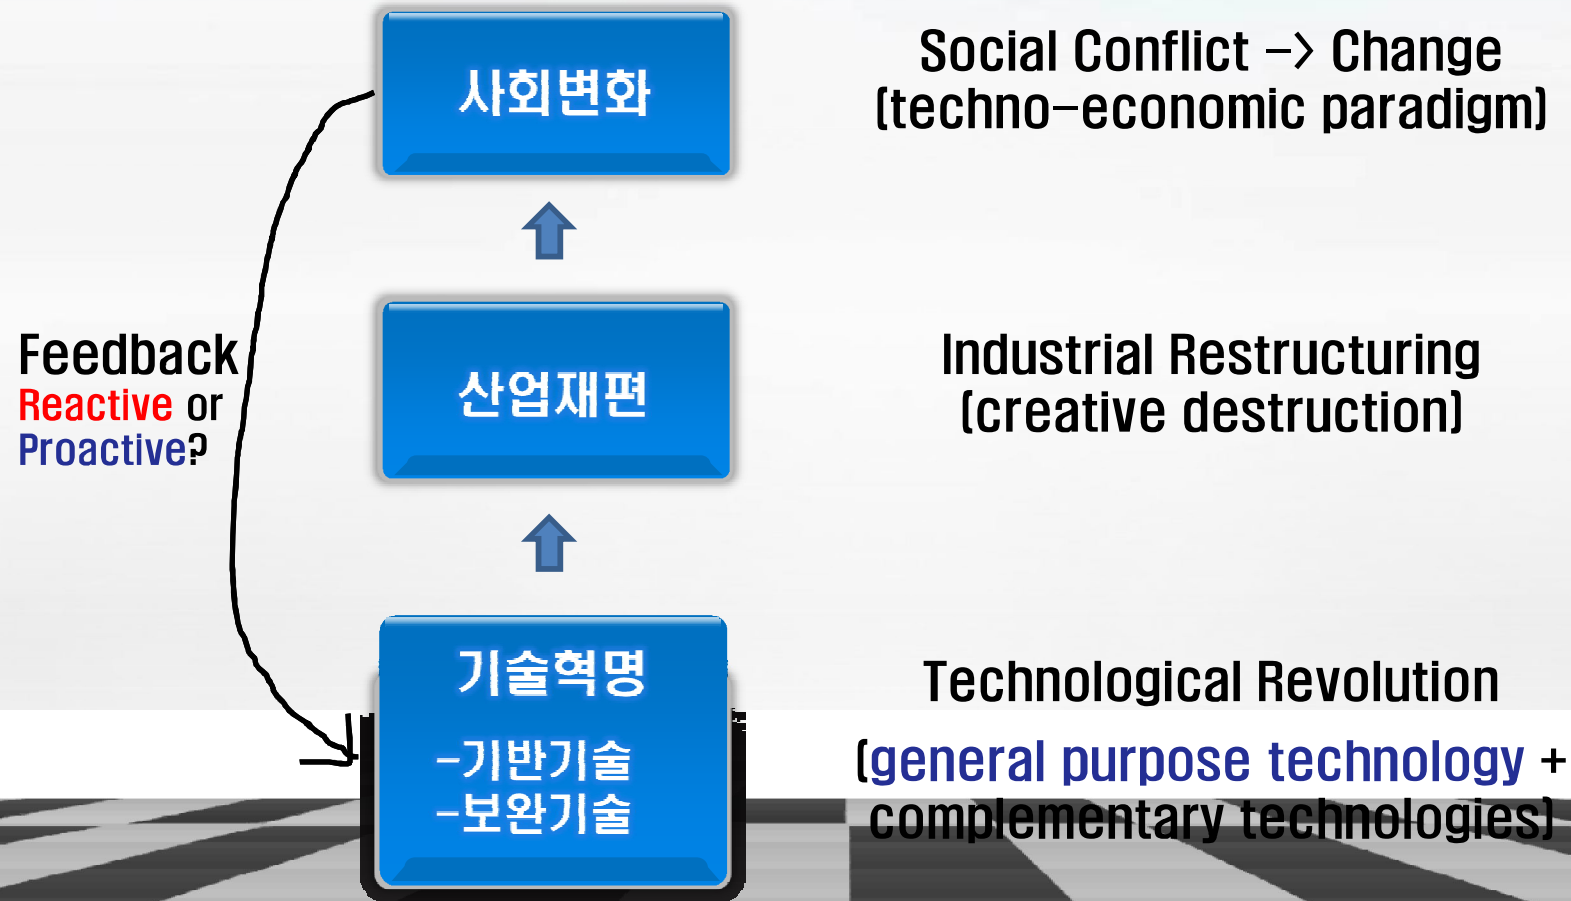 사회변화
Social Conflict -> Change
(techno-economic paradigm)
Feedback
Reactive or
Proactive?
산업재편
Industrial Restructuring
(creative destruction)
기술혁명
-기반기술
-보완기술
Technological Revolution
(general purpose technology +
complementary technologies)